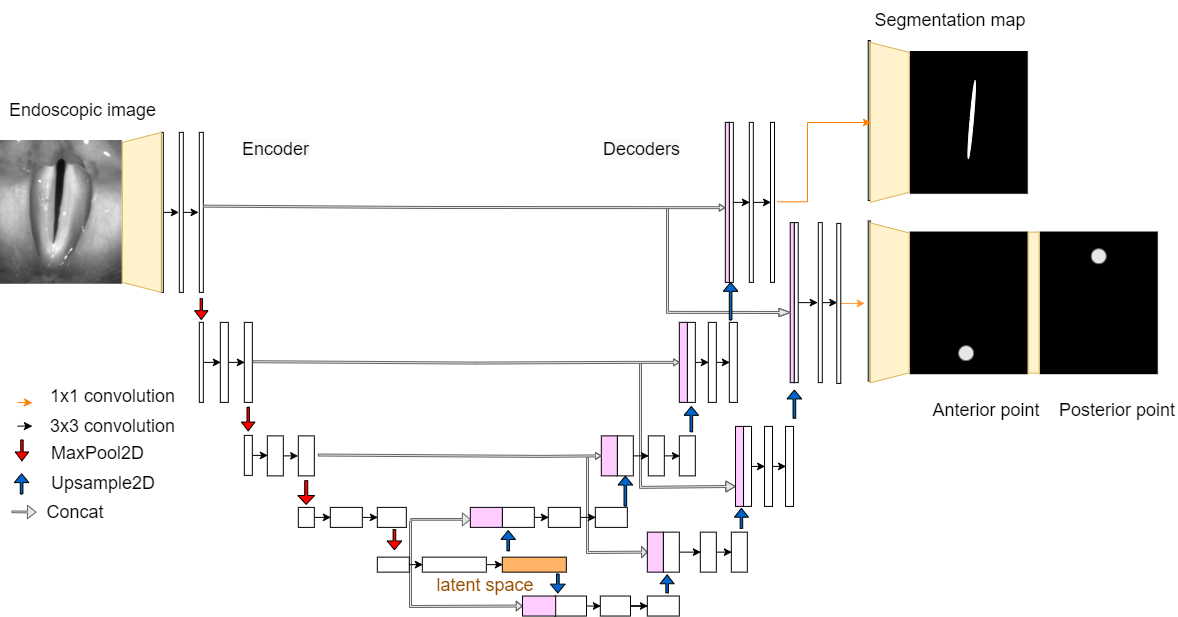 Segmentation map
Endoscopic image
Encoder
Decoders
1x1 convolution
3x3 convolution
MaxPool2D
Upsample2D
Concat
Anterior point
Posterior point
latent space